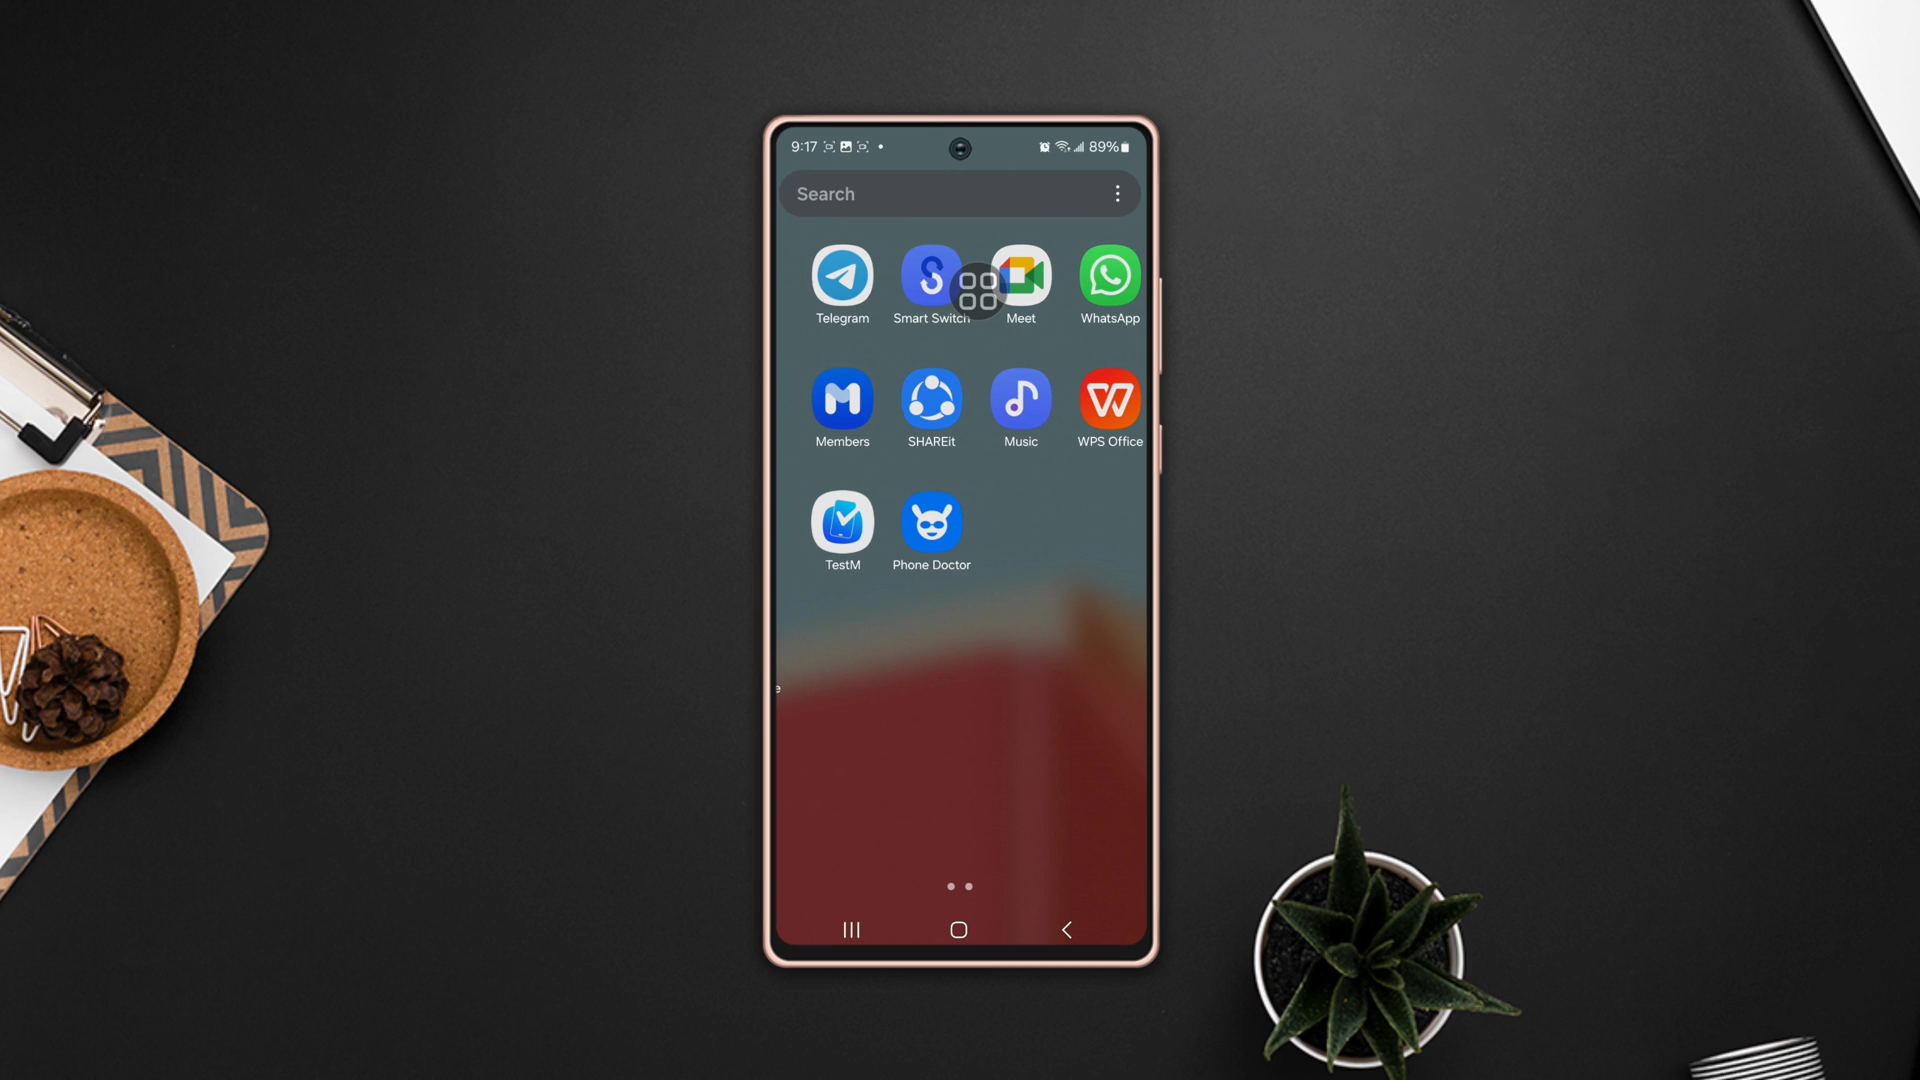 9:17
89%
Search
Telegram
Smart Switch
Meet
WhatsApp
Members
SHAREit
Music
WPS Office
TestM
Phone Doctor
e